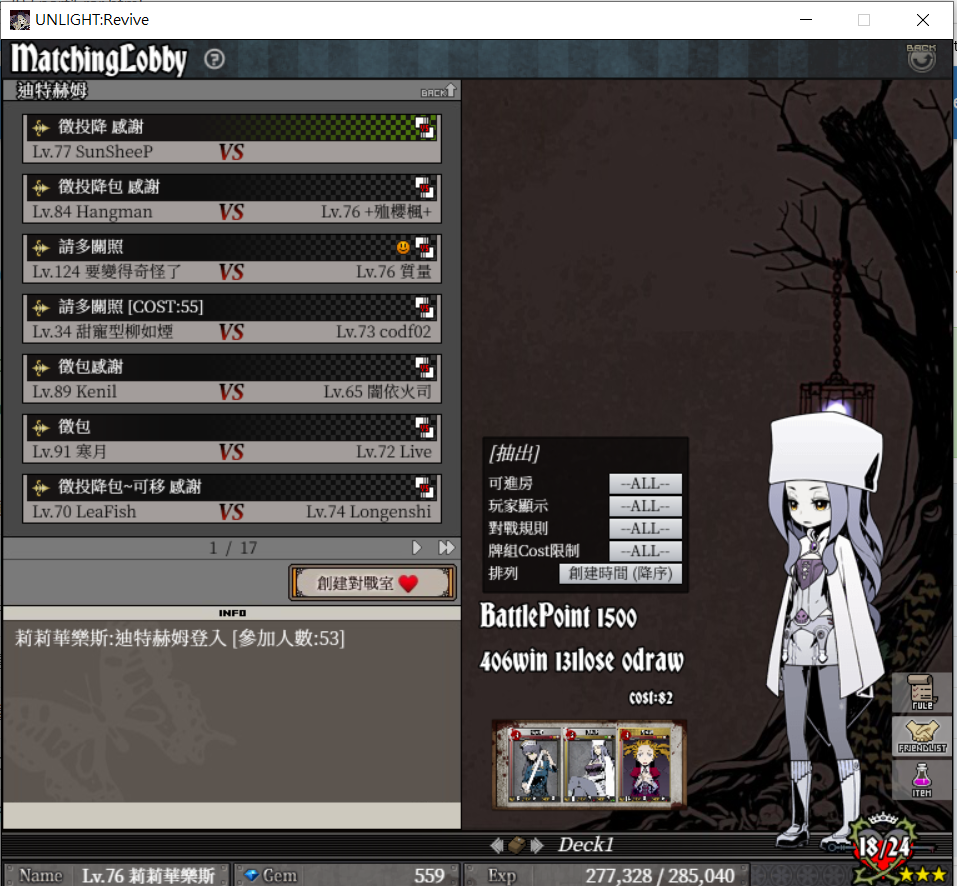 UNLIGHT:Revive
MatchingLobby ?
BACK
迪特赫姆
BACK
徵投降 感謝
Lv.77 SunSheeP VS
徵投降包 感謝
Lv.84 Hangman VS Lv.76 +殈櫻楓+
請多關照
Lv.124 要變得奇怪了 VS Lv.76 質量
請多關照 [COST:55]
Lv.34 甜寵型柳如煙 VS Lv.73 codf02
徵包感謝
Lv.89 Kenil VS Lv.65 闇依火司
徵包
Lv.91 寒月 VS Lv.72 Live
徵投降包~可移 感謝
Lv.70 LeaFish VS Lv.74 Longenshi
1 / 17
創建對戰室
INFO
莉莉華樂斯:迪特赫姆登入 [參加人數:53]
[抽出]
可進房 --ALL--
玩家顯示 --ALL--
對戰規則 --ALL--
牌組Cost限制 --ALL--
排列 創建時間 (降序)
BattlePoint 1500
406win 131lose 0draw
cost:82
RULE
FRIENDLIST
ITEM
Deck1
18/24
Name Lv.76 莉莉華樂斯 Gem 559 Exp 277,328 / 285,040